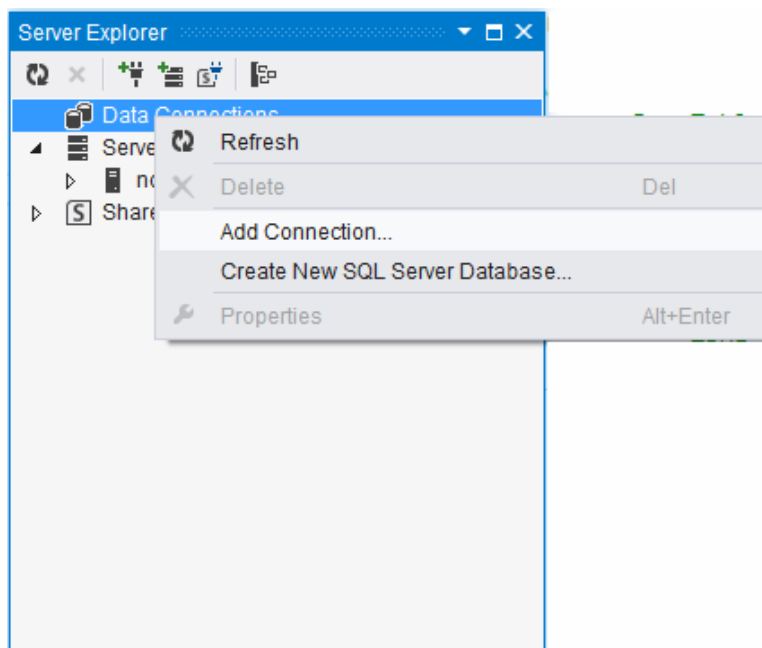 Server Explorer
Data Connections
Refresh
Delete Del
Add Connection...
Create New SQL Server Database...
Properties Alt+Enter